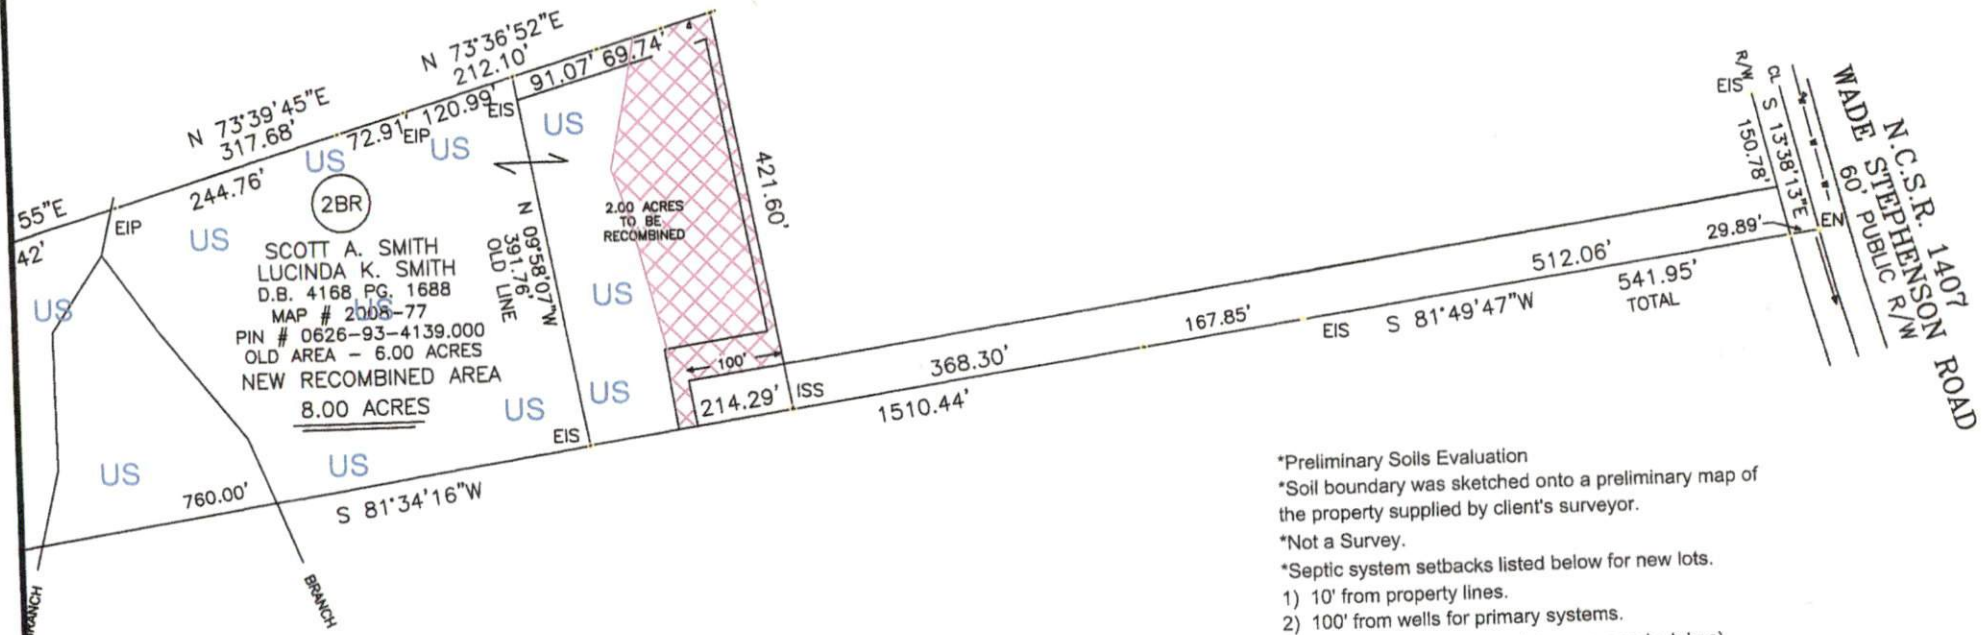 N 73°36'52"E
212.10'
N 73°39'45"E
317.68'
91.07' 69.74'
120.99'
EIS
72.91'
EIP
US
US
US
244.76'
55"E
42'
EIP
US
2BR
SCOTT A. SMITH
LUCINDA K. SMITH
D.B. 4168 PG. 1688
MAP # 2008-77
PIN # 0626-93-4139.000
OLD AREA - 6.00 ACRES
NEW RECOMBINED AREA
8.00 ACRES
US
US
N 09°58'07"W
391.76'
OLD LINE
2.00 ACRES
TO BE
RECOMBINED
421.60'
US
US
US
US
US
EIS
100'
214.29'
ISS
368.30'
1510.44'
167.85'
EIS
S 81°49'47"W
512.06'
541.95'
TOTAL
29.89'
EN
EIS
R/W
150.78'
CL
S 13°38'13"E
N.C.S.R. 1407
WADE STEPHENSON ROAD
60' PUBLIC R/W
760.00'
S 81°34'16"W
BRANCH
RANCH
*Preliminary Soils Evaluation
*Soil boundary was sketched onto a preliminary map of
the property supplied by client's surveyor.
*Not a Survey.
*Septic system setbacks listed below for new lots.
1) 10' from property lines.
2) 100' from wells for primary systems.